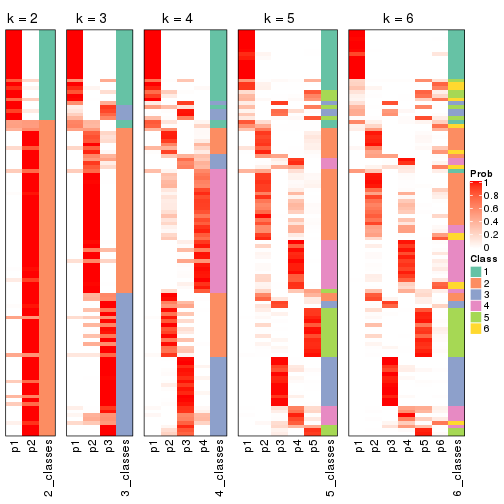 k = 2
k = 3
k = 4
k = 5
k = 6
p1
p2
2_classes
p1
p2
p3
3_classes
p1
p2
p3
p4
4_classes
p1
p2
p3
p4
p5
5_classes
p1
p2
p3
p4
p5
p6
6_classes
Prob
1
0.8
0.6
0.4
0.2
0
Class
1
2
3
4
5
6